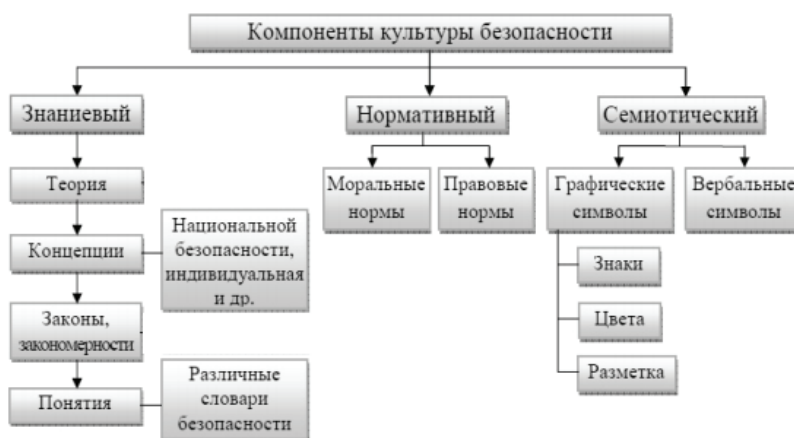 Компоненты культуры безопасности
Знаниевый
Нормативный
Семиотический
Теория
Моральные
нормы
Правовые
нормы
Графические
символы
Вербальные
символы
Концепции
Национальной
безопасности,
индивидуальная
и др.
Знаки
Законы,
закономерности
Цвета
Понятия
Различные
словари
безопасности
Разметка